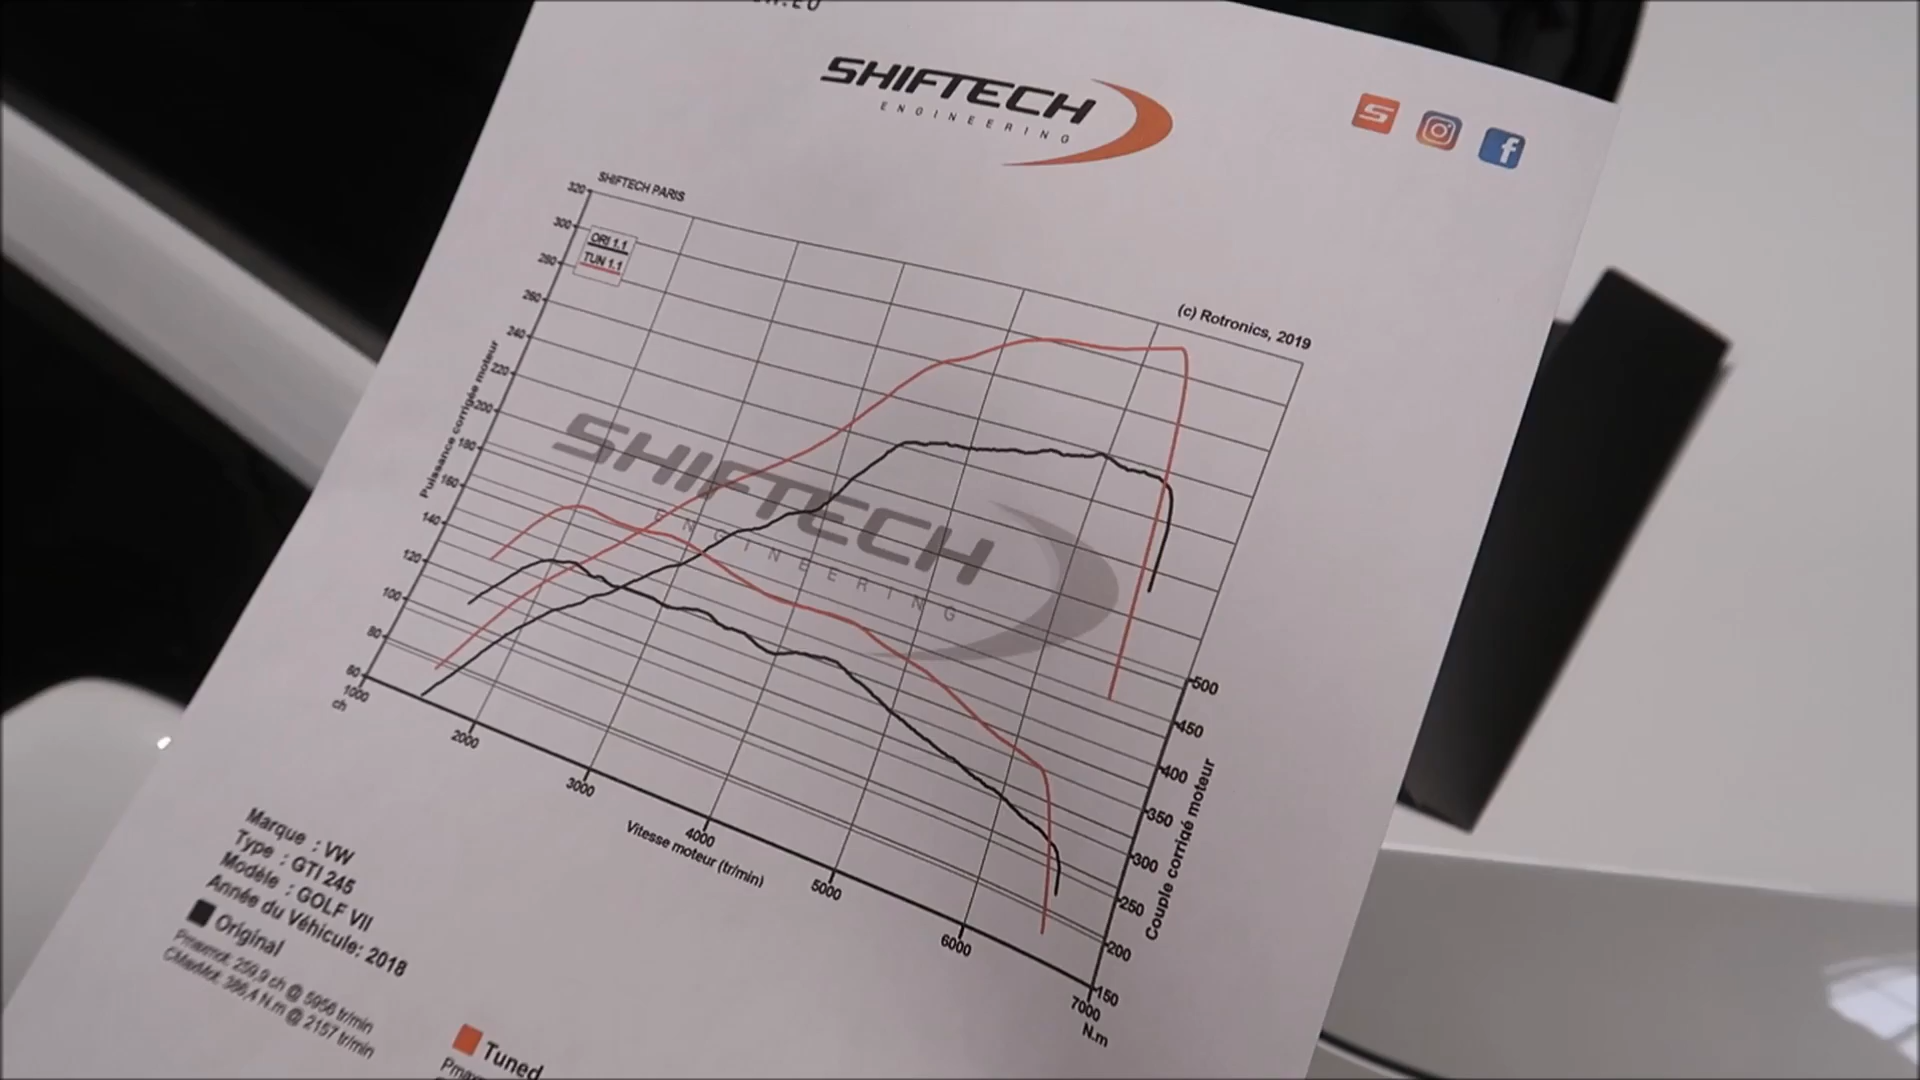 SHIFTECH
ENGINEERING
SHIFTECH PARIS
(c) Rotronics, 2019
ORI 1.1
TUN 1.1
320
300
280
260
240
220
200
180
160
140
120
100
80
60
Puissance corrigée moteur
ch
SHIFTECH
ENGINEERING
1000
2000
3000
4000
5000
6000
7000
Vitesse moteur (tr/min)
500
450
400
350
300
250
200
150
Couple corrigé moteur
N.m
Marque : VW
Type : GTI 245
Modèle : GOLF VII
Année du Véhicule: 2018
Original
Pmaxmot: 259,9 ch @ 5956 tr/min
CMaxMot: 386,4 N.m @ 2157 tr/min
Tuned